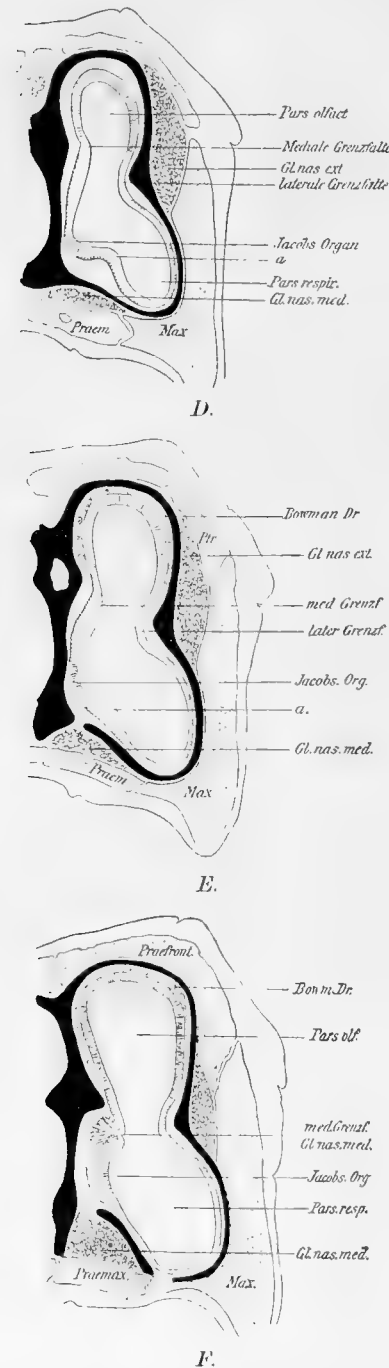 Pars olfact
Mediale Grenzfalte
Gl.nas ext
laterale Grenzfalte
Jacobs Organ
a
Pars respir.
Gl.nas.med.
Praem
Max
D.
Bowman Dr
Ptr
Gl nas ext.
med Grenzf
later Grenzf.
Jacobs. Org.
a.
Gl.nas.med.
Praem
Max
E.
Praefront.
Bowm.Dr.
Pars olf.
med.Grenzf.
Gl.nas.med.
Jacobs.Org
Pars.resp.
Gl.nas.med.
Praemax.
Max.
F.